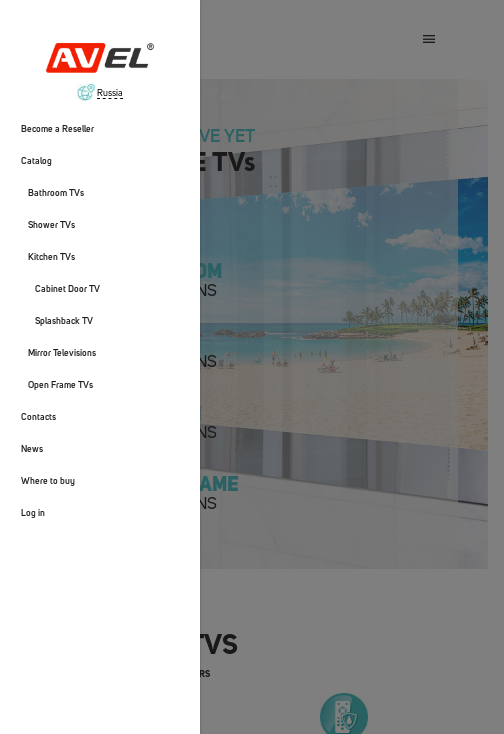 AVEL®
Russia
Become a Reseller
Catalog
Bathroom TVs
Shower TVs
Kitchen TVs
Cabinet Door TV
Splashback TV
Mirror Televisions
Open Frame TVs
Contacts
News
Where to buy
Log in
VE YET
E TVs
OM
NS
NS
NS
AME
NS
TVS
RS